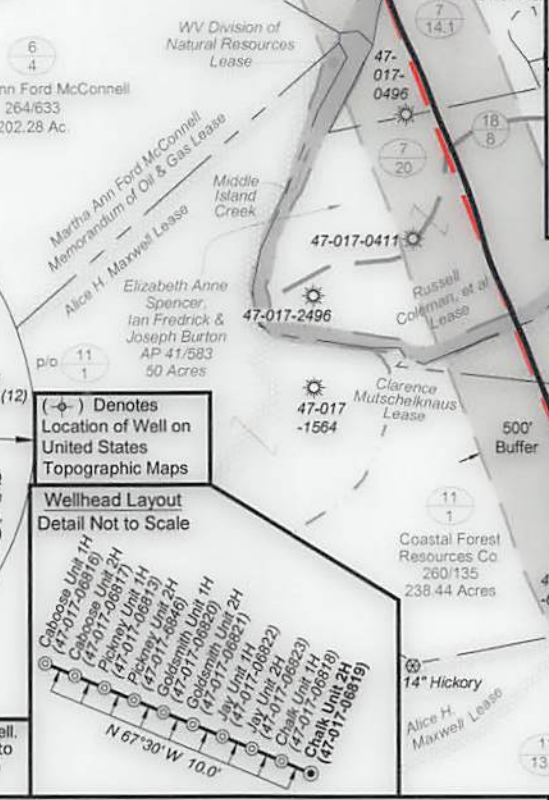 WV Division of
Natural Resources
Lease
7
14.1
47-
017-
0496
6
4
nn Ford McConnell
264/633
202.28 Ac.
18
8
7
20
Martha Ann Ford McConnell
Memorandum of Oil & Gas Lease
Alice H. Maxwell Lease
Middle
Island
Creek
47-017-0411
Elizabeth Anne
Spencer,
Ian Fredrick &
Joseph Burton
AP 41/583
50 Acres
47-017-2496
Russell
Coleman, et al
Lease
p/o 11
1
(12)
47-017
-1564
Clarence
Mutschelknaus
Lease
500'
Buffer
( ) Denotes
Location of Well on
United States
Topographic Maps
11
1
Coastal Forest
Resources Co.
260/135
238.44 Acres
Wellhead Layout
Detail Not to Scale
Caboose Unit 1H
(47-017-06816)
Caboose Unit 2H
(47-017-06817)
Pickney Unit 1H
(47-017-06813)
Pickney Unit 2H
(47-017-6846)
Goldsmith Unit 1H
(47-017-06820)
Goldsmith Unit 2H
(47-017-06821)
Jay Unit 1H
(47-017-06822)
Jay Unit 2H
(47-017-06823)
Chalk Unit 1H
(47-017-06818)
Chalk Unit 2H
(47-017-06819)
N 67°30' W 10.0'
14" Hickory
Alice H.
Maxwell Lease
ell.
to
13